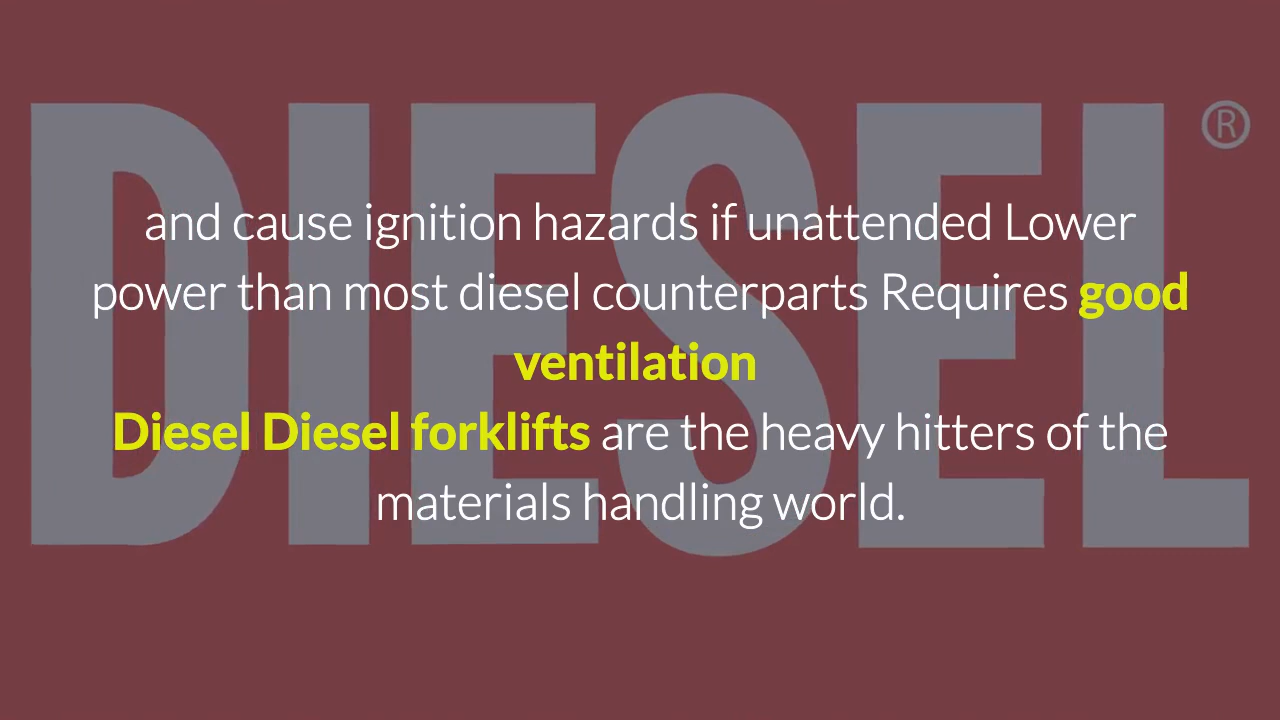 DIESEL®
and cause ignition hazards if unattended Lower
power than most diesel counterparts Requires good
ventilation
Diesel Diesel forklifts are the heavy hitters of the
materials handling world.